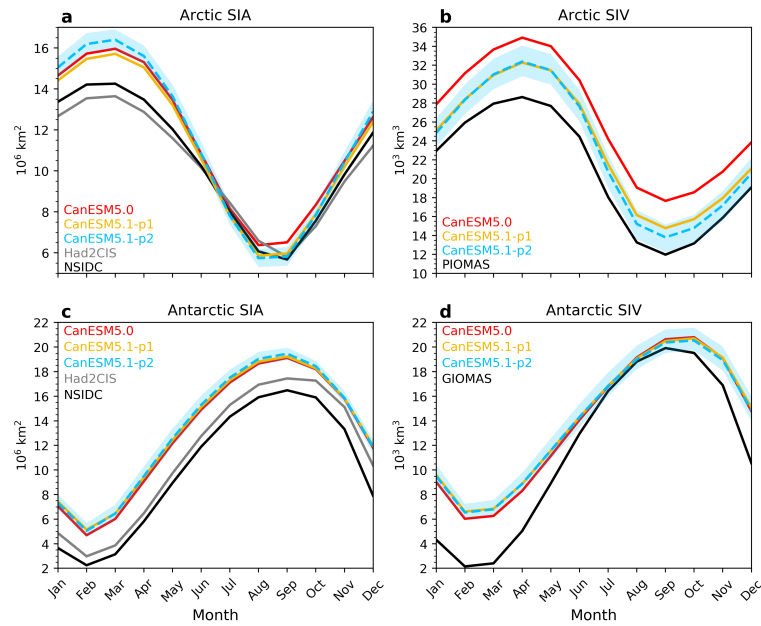 a Arctic SIA
16
14
12
10
8
6
10⁶ km²
CanESM5.0
CanESM5.1-p1
CanESM5.1-p2
Had2CIS
NSIDC
b Arctic SIV
36
34
32
30
28
26
24
22
20
18
16
14
12
10
10³ km³
CanESM5.0
CanESM5.1-p1
CanESM5.1-p2
PIOMAS
c Antarctic SIA
22
20
18
16
14
12
10
8
6
4
2
10⁶ km²
CanESM5.0
CanESM5.1-p1
CanESM5.1-p2
Had2CIS
NSIDC
Jan Feb Mar Apr May Jun Jul Aug Sep Oct Nov Dec
Month
d Antarctic SIV
22
20
18
16
14
12
10
8
6
4
2
10³ km³
CanESM5.0
CanESM5.1-p1
CanESM5.1-p2
GIOMAS
Jan Feb Mar Apr May Jun Jul Aug Sep Oct Nov Dec
Month